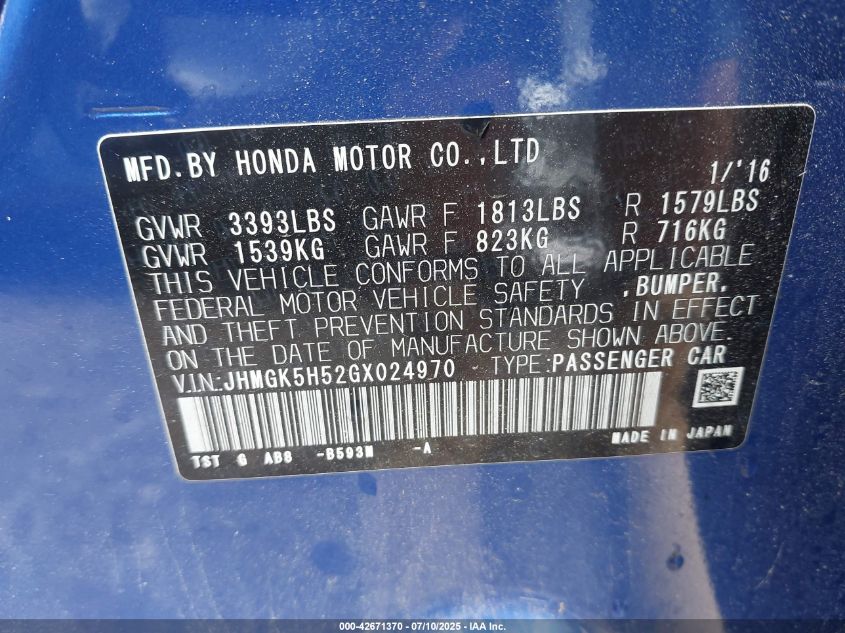 MFD.BY HONDA MOTOR CO.,LTD 1/'16
GVWR 3393LBS GAWR F 1813LBS R 1579LBS
GVWR 1539KG GAWR F 823KG R 716KG
THIS VEHICLE CONFORMS TO ALL APPLICABLE
FEDERAL MOTOR VEHICLE SAFETY ,BUMPER,
AND THEFT PREVENTION STANDARDS IN EFFECT
ON THE DATE OF MANUFACTURE SHOWN ABOVE.
V.I.N:JHMGK5H52GX024970 TYPE:PASSENGER CAR
MADE IN JAPAN
TST G AB8 -B593M -A
000-42671370 - 07/10/2025 - IAA Inc.